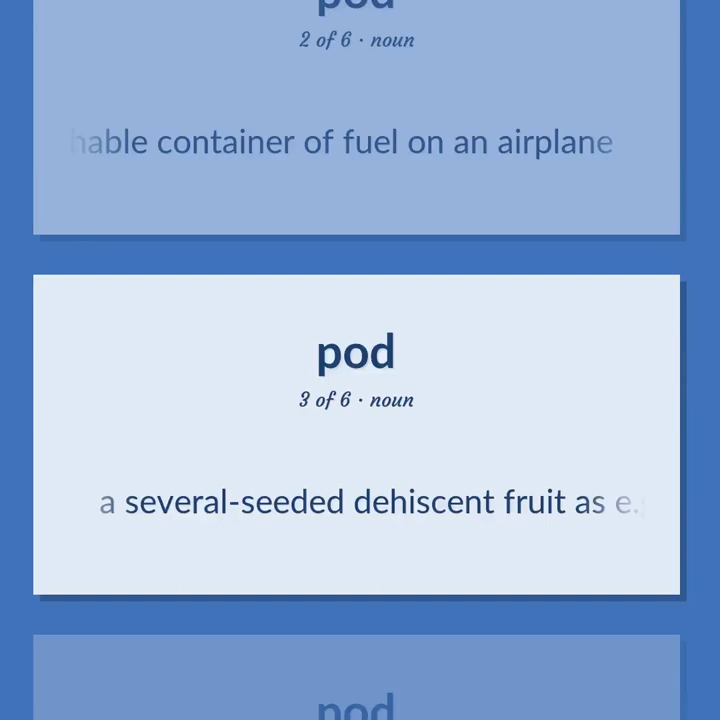 pod
2 of 6 · noun
hable container of fuel on an airplane
pod
3 of 6 · noun
a several-seeded dehiscent fruit as e.
pod